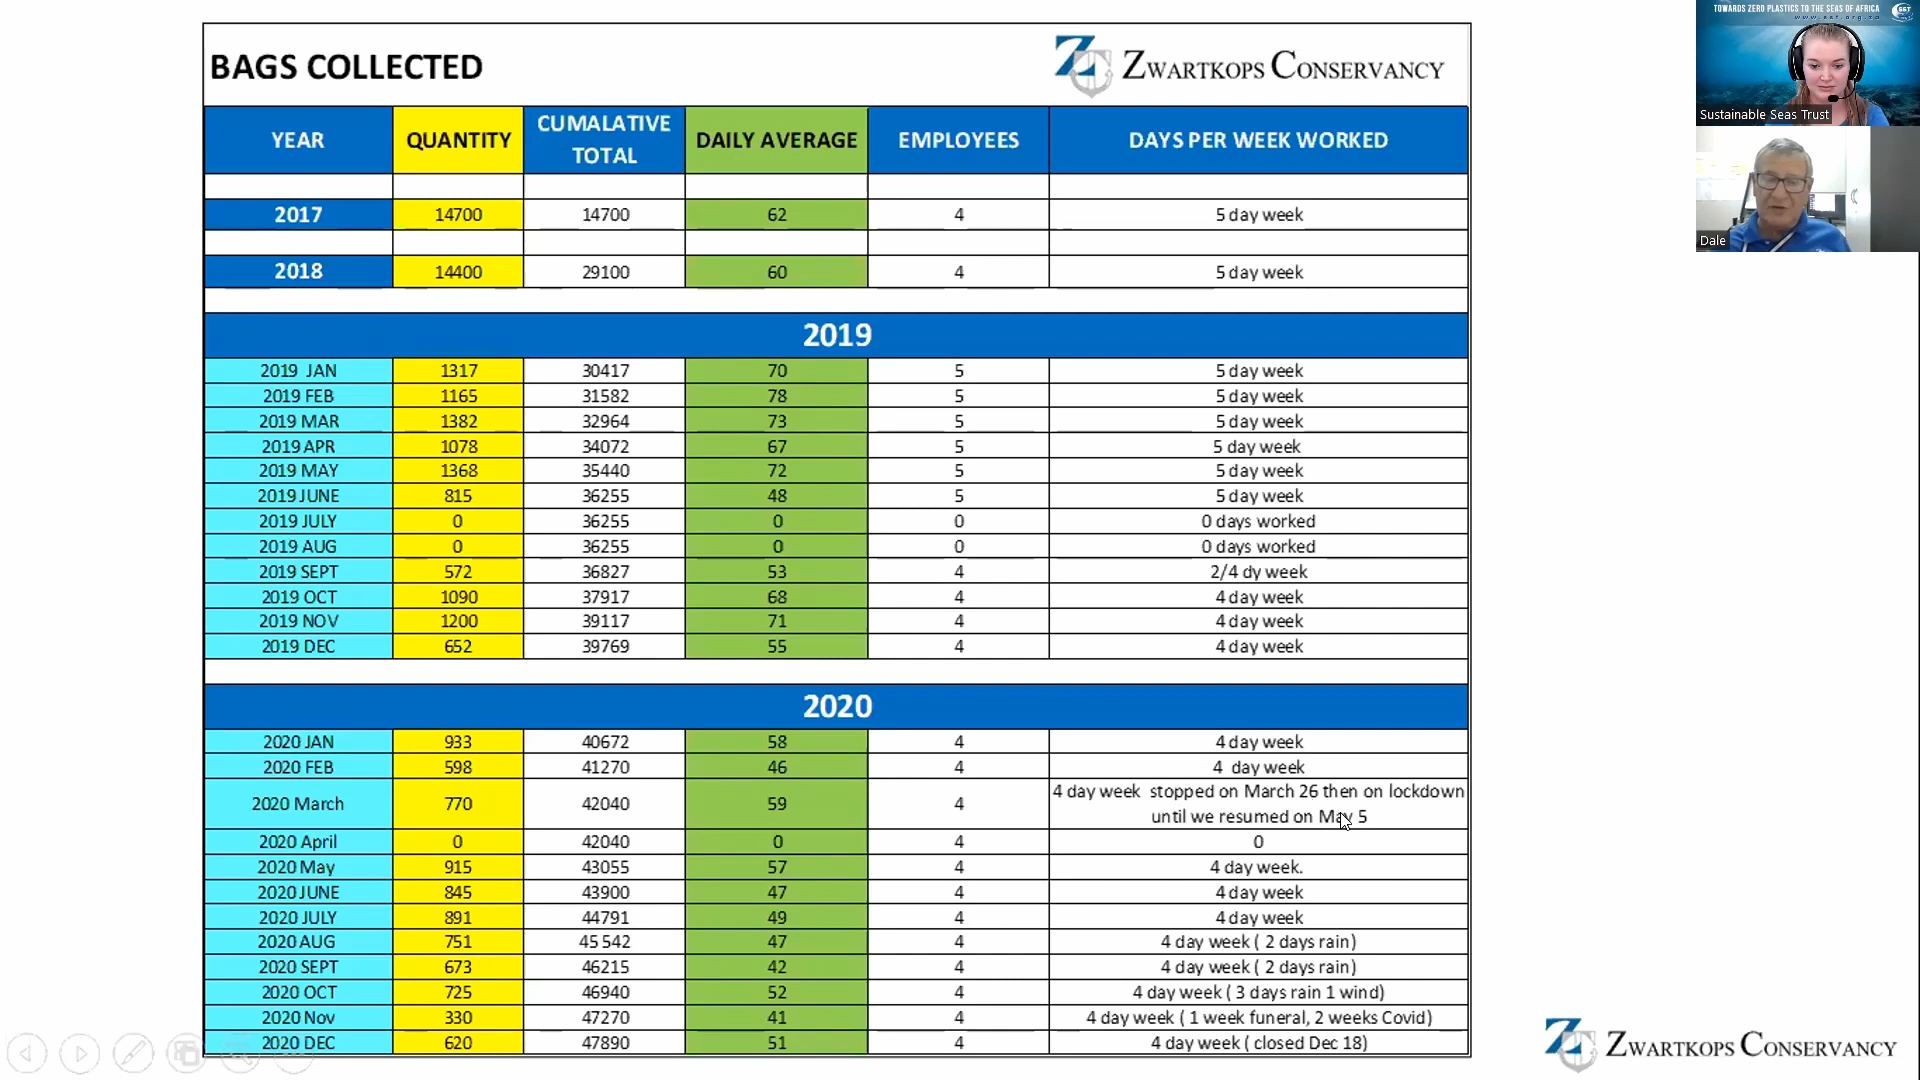 TOWARDS ZERO PLASTICS TO THE SEAS OF AFRICA
www.sst.org.za
SST
Sustainable Seas Trust
Dale
BAGS COLLECTED
ZWARTKOPS CONSERVANCY
YEAR QUANTITY CUMALATIVE TOTAL DAILY AVERAGE EMPLOYEES DAYS PER WEEK WORKED
2017 14700 14700 62 4 5 day week
2018 14400 29100 60 4 5 day week
2019
2019 JAN 1317 30417 70 5 5 day week
2019 FEB 1165 31582 78 5 5 day week
2019 MAR 1382 32964 73 5 5 day week
2019 APR 1078 34072 67 5 5 day week
2019 MAY 1368 35440 72 5 5 day week
2019 JUNE 815 36255 48 5 5 day week
2019 JULY 0 36255 0 0 0 days worked
2019 AUG 0 36255 0 0 0 days worked
2019 SEPT 572 36827 53 4 2/4 dy week
2019 OCT 1090 37917 68 4 4 day week
2019 NOV 1200 39117 71 4 4 day week
2019 DEC 652 39769 55 4 4 day week
2020
2020 JAN 933 40672 58 4 4 day week
2020 FEB 598 41270 46 4 4 day week
2020 March 770 42040 59 4 4 day week stopped on March 26 then on lockdown
until we resumed on May 5
2020 April 0 42040 0 4 0
2020 May 915 43055 57 4 4 day week.
2020 JUNE 845 43900 47 4 4 day week
2020 JULY 891 44791 49 4 4 day week
2020 AUG 751 45 542 47 4 4 day week ( 2 days rain)
2020 SEPT 673 46215 42 4 4 day week ( 2 days rain)
2020 OCT 725 46940 52 4 4 day week ( 3 days rain 1 wind)
2020 Nov 330 47270 41 4 4 day week ( 1 week funeral, 2 weeks Covid)
2020 DEC 620 47890 51 4 4 day week ( closed Dec 18)
ZWARTKOPS CONSERVANCY